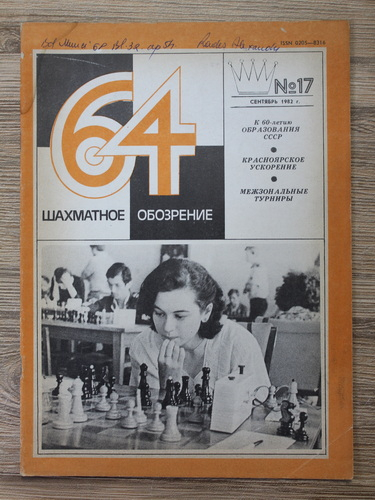 ISSN 0205—8316
64
№17
СЕНТЯБРЬ 1982 г.
К 60-летию
ОБРАЗОВАНИЯ
СССР
КРАСНОЯРСКОЕ
УСКОРЕНИЕ
МЕЖЗОНАЛЬНЫЕ
ТУРНИРЫ
ШАХМАТНОЕ ОБОЗРЕНИЕ